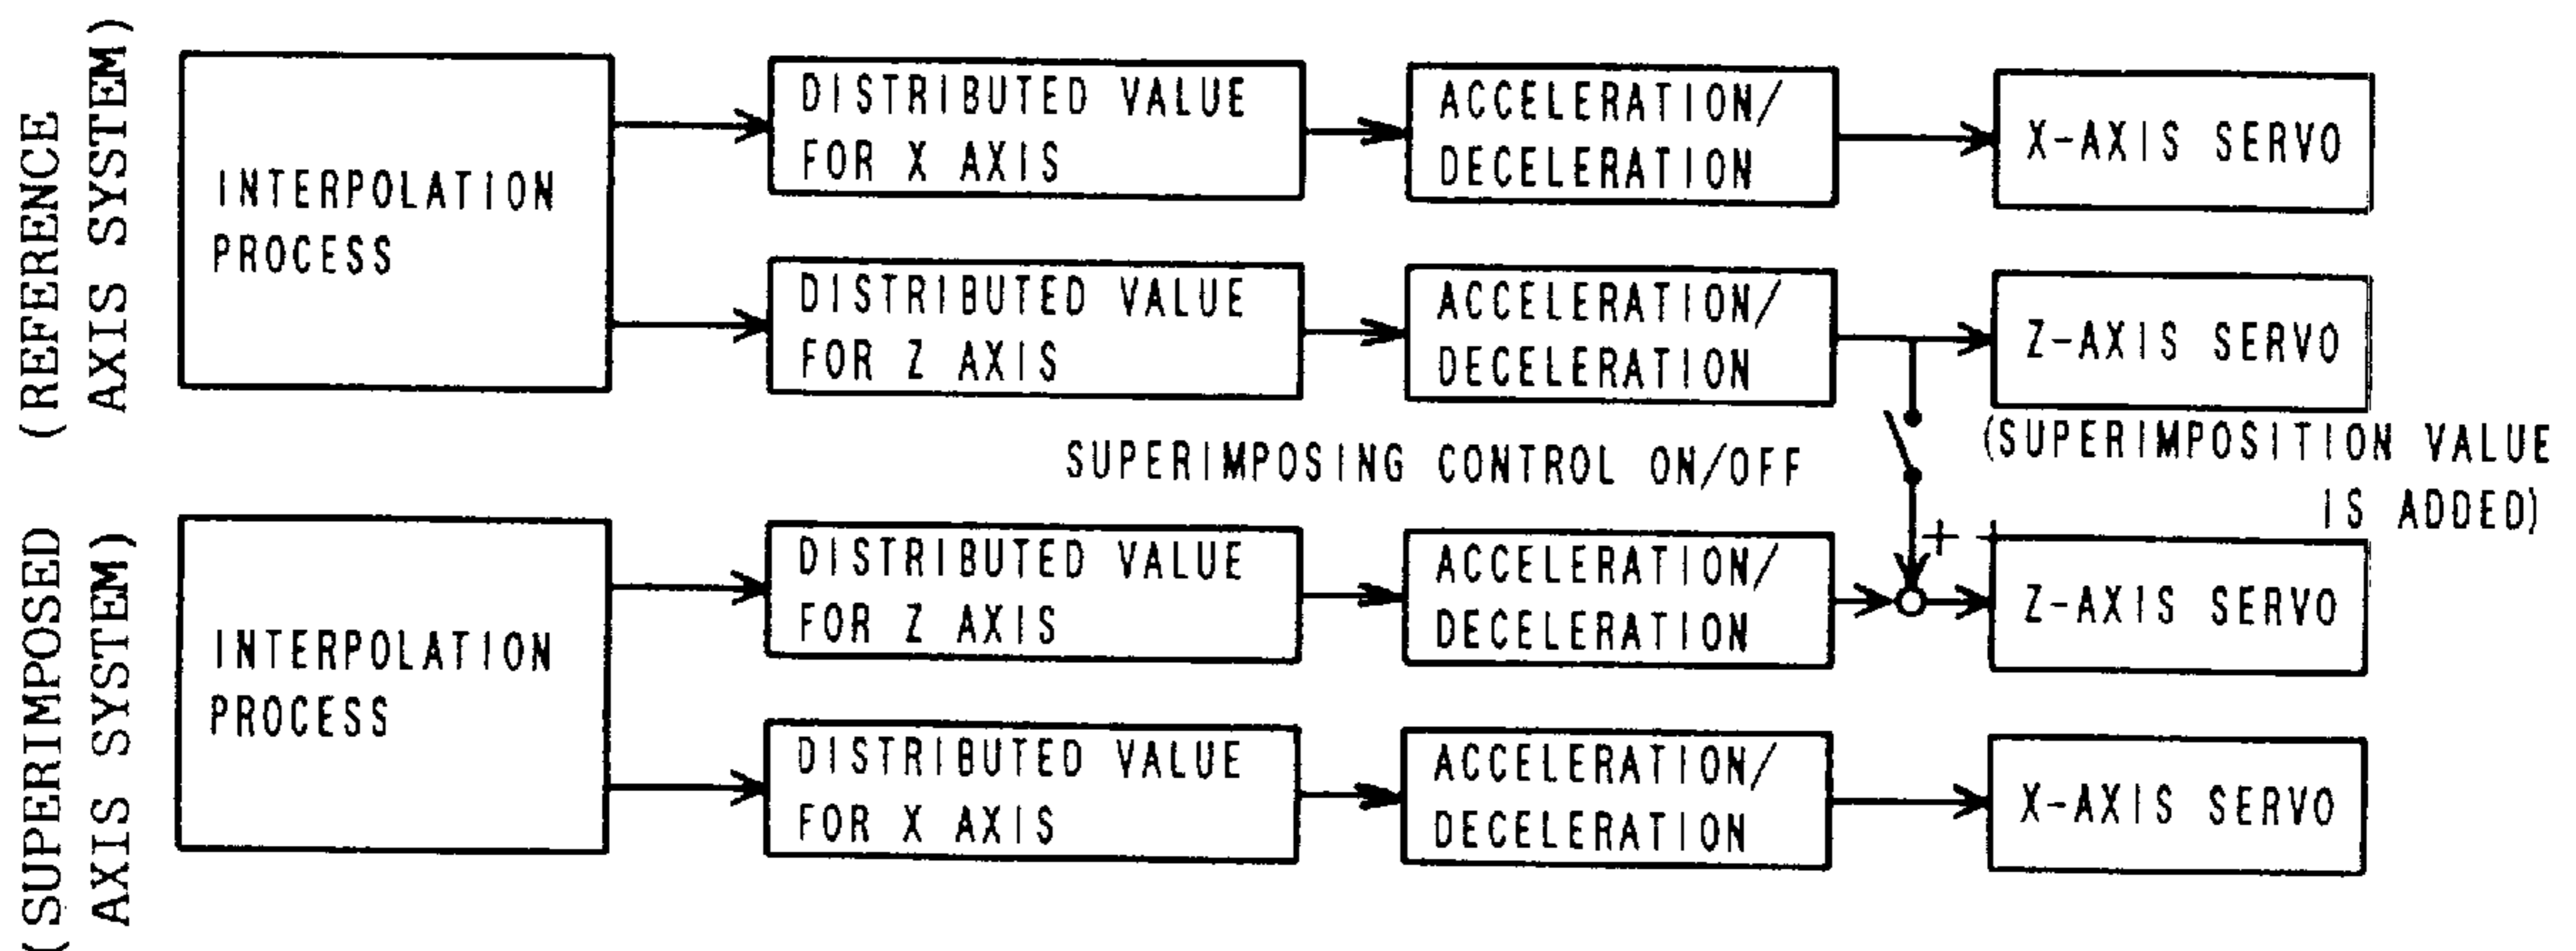 (REFERENCE
AXIS SYSTEM)
INTERPOLATION
PROCESS
DISTRIBUTED VALUE
FOR X AXIS
ACCELERATION/
DECELERATION
X-AXIS SERVO
DISTRIBUTED VALUE
FOR Z AXIS
ACCELERATION/
DECELERATION
Z-AXIS SERVO
SUPERIMPOSING CONTROL ON/OFF
(SUPERIMPOSITION VALUE
IS ADDED)
(SUPERIMPOSED
AXIS SYSTEM)
INTERPOLATION
PROCESS
DISTRIBUTED VALUE
FOR Z AXIS
ACCELERATION/
DECELERATION
+ +
Z-AXIS SERVO
DISTRIBUTED VALUE
FOR X AXIS
ACCELERATION/
DECELERATION
X-AXIS SERVO